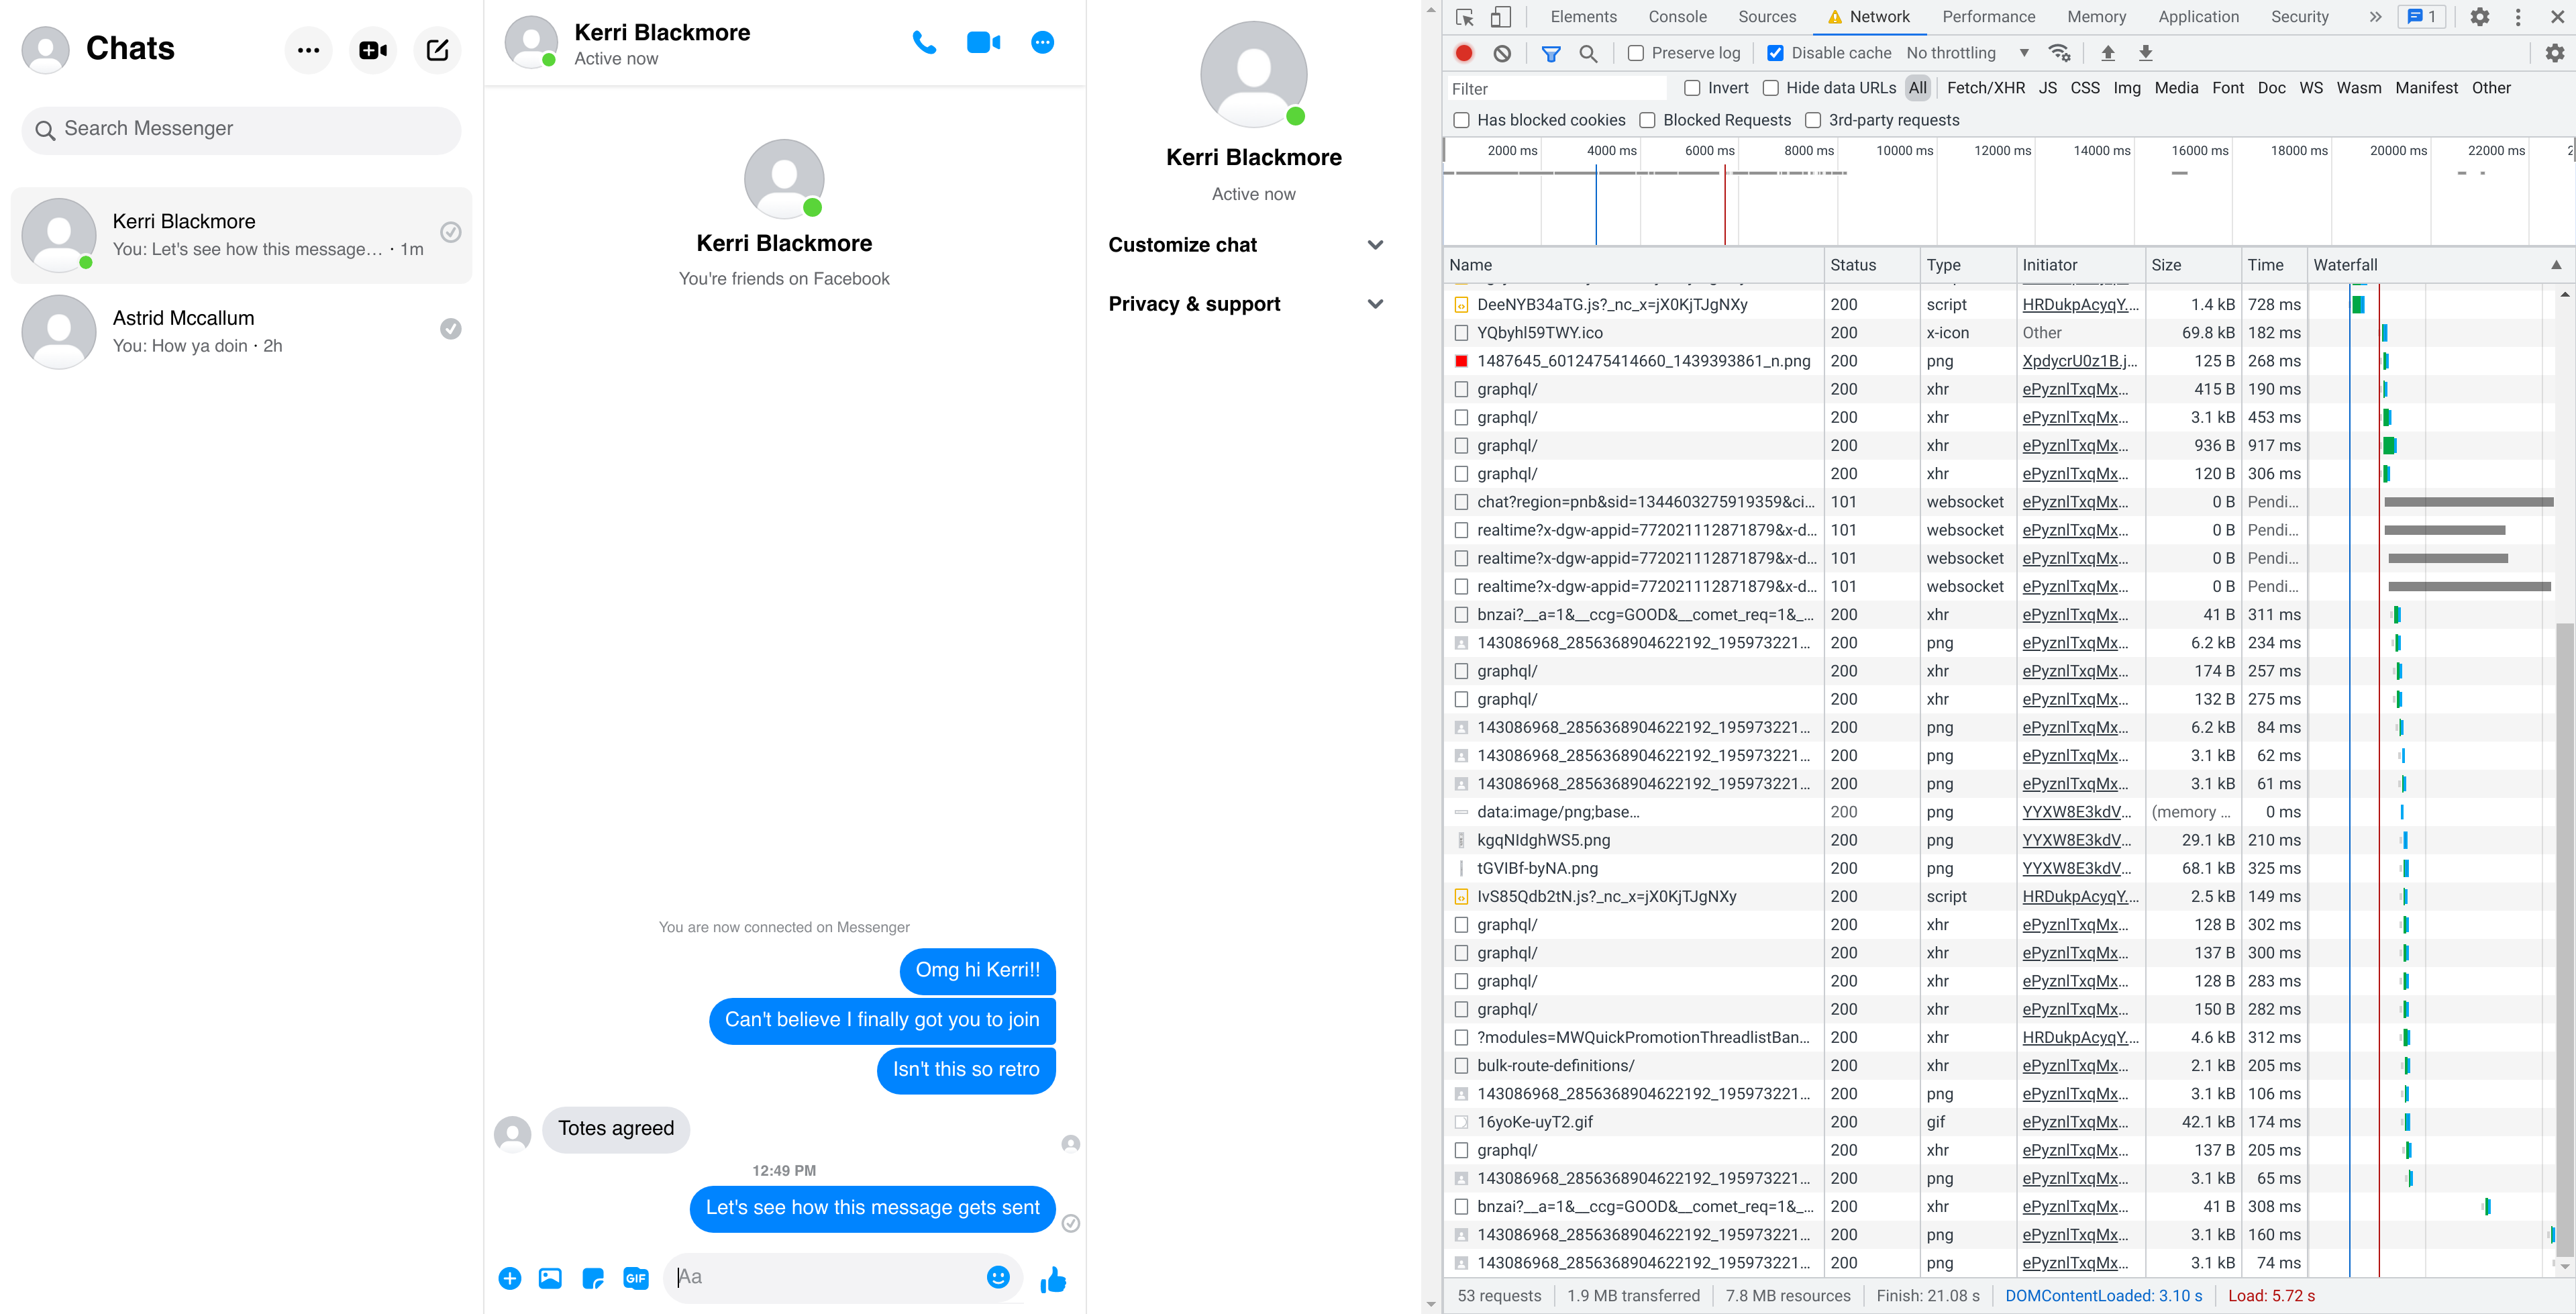 Chats
Search Messenger
Kerri Blackmore
You: Let's see how this message… · 1m
Astrid Mccallum
You: How ya doin · 2h
Kerri Blackmore
Active now
Kerri Blackmore
You're friends on Facebook
You are now connected on Messenger
Omg hi Kerri!!
Can't believe I finally got you to join
Isn't this so retro
Totes agreed
12:49 PM
Let's see how this message gets sent
GIF
Aa
Kerri Blackmore
Active now
Customize chat
Privacy & support
Elements Console Sources Network Performance Memory Application Security » 1
Preserve log Disable cache No throttling
Filter Invert Hide data URLs All Fetch/XHR JS CSS Img Media Font Doc WS Wasm Manifest Other
Has blocked cookies Blocked Requests 3rd-party requests
2000 ms 4000 ms 6000 ms 8000 ms 10000 ms 12000 ms 14000 ms 16000 ms 18000 ms 20000 ms 22000 ms
Name Status Type Initiator Size Time Waterfall
DeeNYB34aTG.js?_nc_x=jX0KjTJgNXy 200 script HRDukpAcyqY.… 1.4 kB 728 ms
YQbyhl59TWY.ico 200 x-icon Other 69.8 kB 182 ms
1487645_6012475414660_1439393861_n.png 200 png XpdycrU0z1B.j… 125 B 268 ms
graphql/ 200 xhr ePyznlTxqMx… 415 B 190 ms
graphql/ 200 xhr ePyznlTxqMx… 3.1 kB 453 ms
graphql/ 200 xhr ePyznlTxqMx… 936 B 917 ms
graphql/ 200 xhr ePyznlTxqMx… 120 B 306 ms
chat?region=pnb&sid=1344603275919359&ci… 101 websocket ePyznlTxqMx… 0 B Pendi…
realtime?x-dgw-appid=772021112871879&x-d… 101 websocket ePyznlTxqMx… 0 B Pendi…
realtime?x-dgw-appid=772021112871879&x-d… 101 websocket ePyznlTxqMx… 0 B Pendi…
realtime?x-dgw-appid=772021112871879&x-d… 101 websocket ePyznlTxqMx… 0 B Pendi…
bnzai?__a=1&__ccg=GOOD&__comet_req=1&_… 200 xhr ePyznlTxqMx… 41 B 311 ms
143086968_2856368904622192_195973221… 200 png ePyznlTxqMx… 6.2 kB 234 ms
graphql/ 200 xhr ePyznlTxqMx… 174 B 257 ms
graphql/ 200 xhr ePyznlTxqMx… 132 B 275 ms
143086968_2856368904622192_195973221… 200 png ePyznlTxqMx… 6.2 kB 84 ms
143086968_2856368904622192_195973221… 200 png ePyznlTxqMx… 3.1 kB 62 ms
143086968_2856368904622192_195973221… 200 png ePyznlTxqMx… 3.1 kB 61 ms
data:image/png;base… 200 png YYXW8E3kdV… (memory … 0 ms
kgqNIdghWS5.png 200 png YYXW8E3kdV… 29.1 kB 210 ms
tGVIBf-byNA.png 200 png YYXW8E3kdV… 68.1 kB 325 ms
IvS85Qdb2tN.js?_nc_x=jX0KjTJgNXy 200 script HRDukpAcyqY.… 2.5 kB 149 ms
graphql/ 200 xhr ePyznlTxqMx… 128 B 302 ms
graphql/ 200 xhr ePyznlTxqMx… 137 B 300 ms
graphql/ 200 xhr ePyznlTxqMx… 128 B 283 ms
graphql/ 200 xhr ePyznlTxqMx… 150 B 282 ms
?modules=MWQuickPromotionThreadlistBan… 200 xhr HRDukpAcyqY.… 4.6 kB 312 ms
bulk-route-definitions/ 200 xhr ePyznlTxqMx… 2.1 kB 205 ms
143086968_2856368904622192_195973221… 200 png ePyznlTxqMx… 3.1 kB 106 ms
16yoKe-uyT2.gif 200 gif ePyznlTxqMx… 42.1 kB 174 ms
graphql/ 200 xhr ePyznlTxqMx… 137 B 205 ms
143086968_2856368904622192_195973221… 200 png ePyznlTxqMx… 3.1 kB 65 ms
bnzai?__a=1&__ccg=GOOD&__comet_req=1&_… 200 xhr ePyznlTxqMx… 41 B 308 ms
143086968_2856368904622192_195973221… 200 png ePyznlTxqMx… 3.1 kB 160 ms
143086968_2856368904622192_195973221… 200 png ePyznlTxqMx… 3.1 kB 74 ms
53 requests 1.9 MB transferred 7.8 MB resources Finish: 21.08 s DOMContentLoaded: 3.10 s Load: 5.72 s